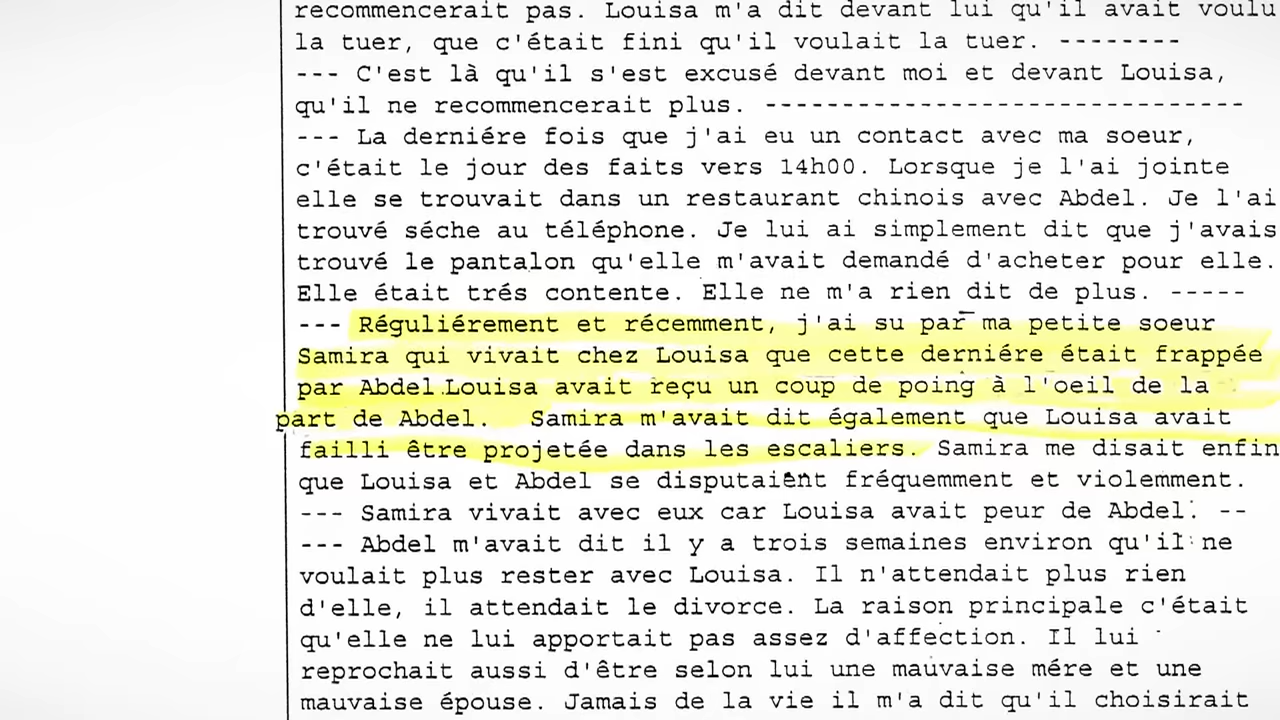 recommencerait pas. Louisa m'a dit devant lui qu'il avait voulu
la tuer, que c'était fini qu'il voulait la tuer. --------
--- C'est là qu'il s'est excusé devant moi et devant Louisa,
qu'il ne recommencerait plus. -------------------------------
--- La derniére fois que j'ai eu un contact avec ma soeur,
c'était le jour des faits vers 14h00. Lorsque je l'ai jointe
elle se trouvait dans un restaurant chinois avec Abdel. Je l'ai
trouvé séche au téléphone. Je lui ai simplement dit que j'avais
trouvé le pantalon qu'elle m'avait demandé d'acheter pour elle.
Elle était trés contente. Elle ne m'a rien dit de plus. -----
--- Réguliérement et récemment, j'ai su par ma petite soeur
Samira qui vivait chez Louisa que cette derniére était frappée
par Abdel.Louisa avait reçu un coup de poing à l'oeil de la
part de Abdel. Samira m'avait dit également que Louisa avait
failli être projetée dans les escaliers. Samira me disait enfin
que Louisa et Abdel se disputaient fréquemment et violemment.
--- Samira vivait avec eux car Louisa avait peur de Abdel. --
--- Abdel m'avait dit il y a trois semaines environ qu'il ne
voulait plus rester avec Louisa. Il n'attendait plus rien
d'elle, il attendait le divorce. La raison principale c'était
qu'elle ne lui apportait pas assez d'affection. Il lui
reprochait aussi d'être selon lui une mauvaise mére et une
mauvaise épouse. Jamais de la vie il m'a dit qu'il choisirait